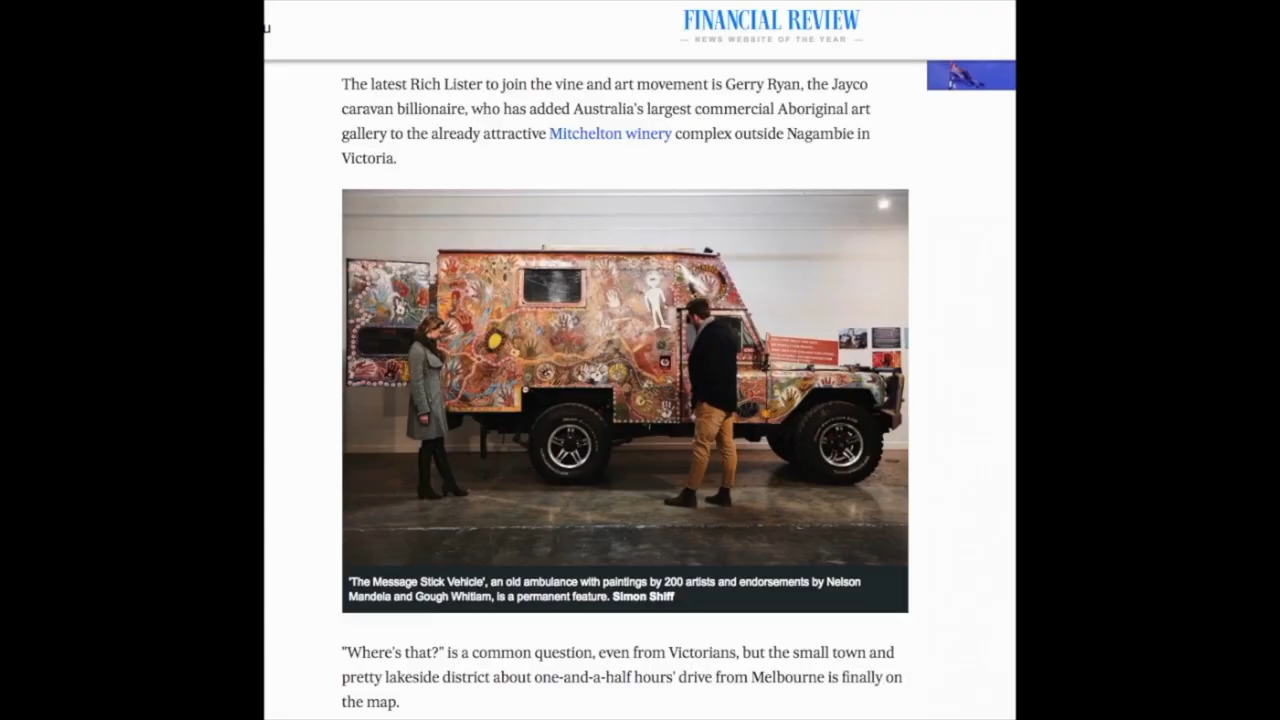 u
FINANCIAL REVIEW
— NEWS WEBSITE OF THE YEAR —
The latest Rich Lister to join the vine and art movement is Gerry Ryan, the Jayco
caravan billionaire, who has added Australia's largest commercial Aboriginal art
gallery to the already attractive Mitchelton winery complex outside Nagambie in
Victoria.
'The Message Stick Vehicle', an old ambulance with paintings by 200 artists and endorsements by Nelson
Mandela and Gough Whitlam, is a permanent feature. Simon Shiff
"Where's that?" is a common question, even from Victorians, but the small town and
pretty lakeside district about one-and-a-half hours' drive from Melbourne is finally on
the map.